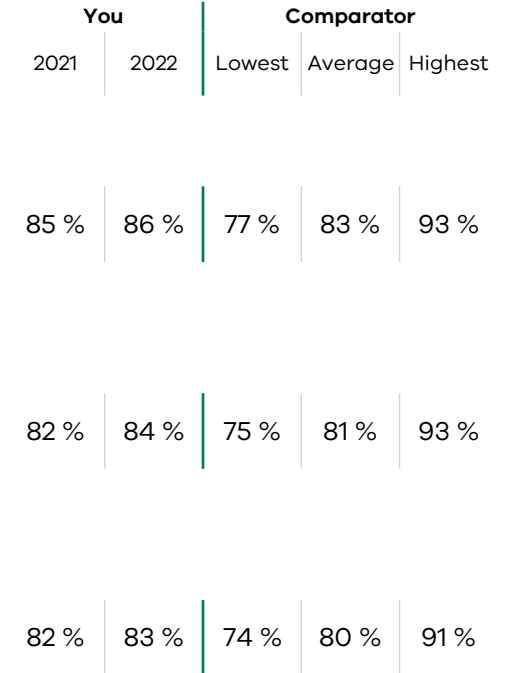 You Comparator
2021 2022 Lowest Average Highest
85 % 86 % 77 % 83 % 93 %
82 % 84 % 75 % 81 % 93 %
82 % 83 % 74 % 80 % 91 %